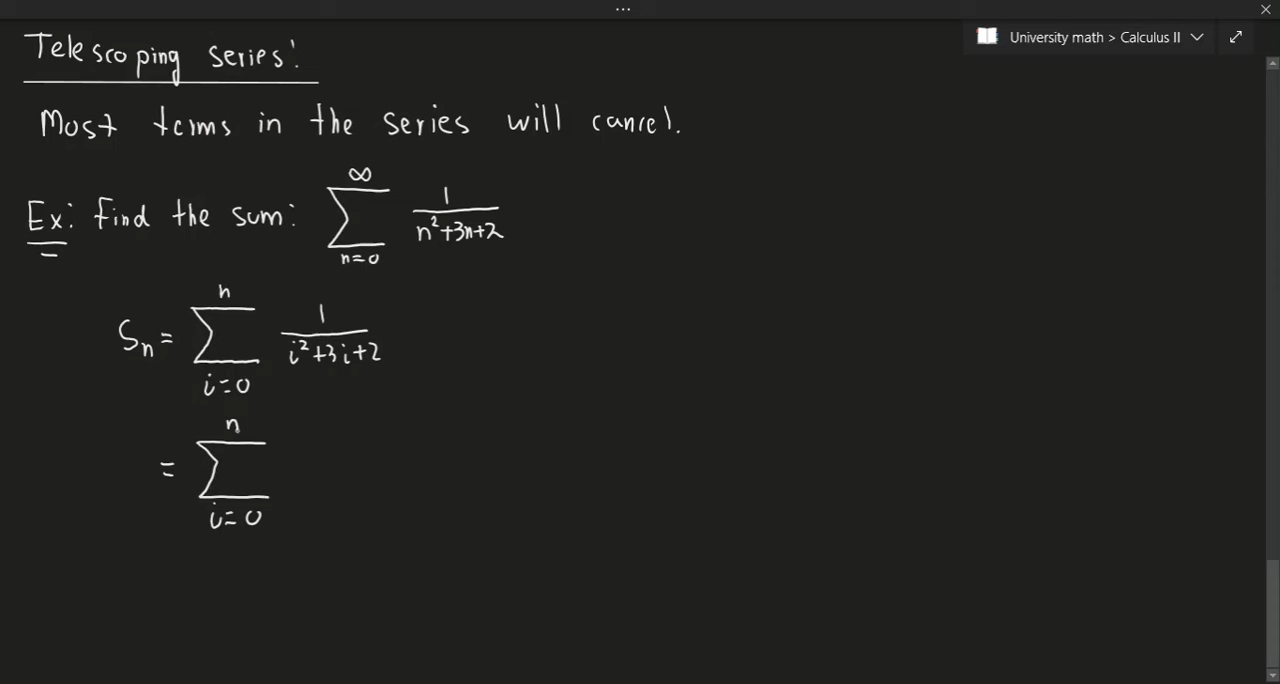 ...
University math > Calculus II
Telescoping series:
Most terms in the series will cancel.
Ex: Find the sum: ∑_{n=0}^{∞} 1/(n²+3n+2)
Sₙ = ∑_{i=0}^{n} 1/(i²+3i+2)
= ∑_{i=0}^{n}